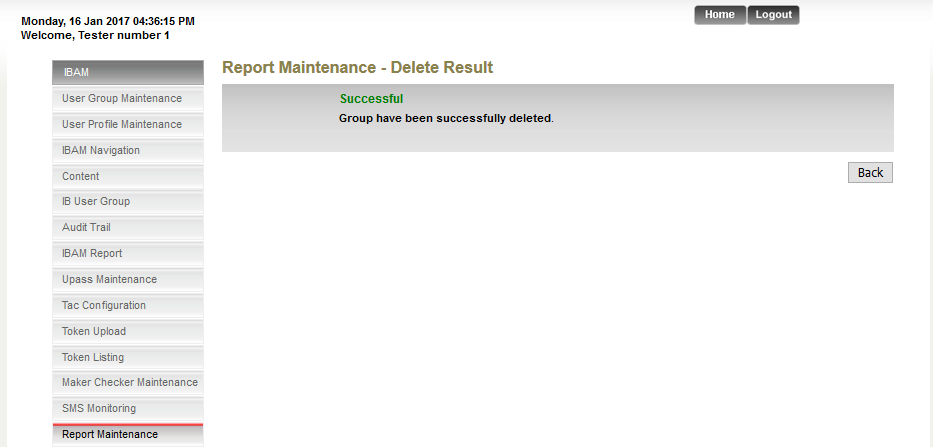 Monday, 16 Jan 2017 04:36:15 PM
Welcome, Tester number 1
Home
Logout
IBAM
User Group Maintenance
User Profile Maintenance
IBAM Navigation
Content
IB User Group
Audit Trail
IBAM Report
Upass Maintenance
Tac Configuration
Token Upload
Token Listing
Maker Checker Maintenance
SMS Monitoring
Report Maintenance
Report Maintenance - Delete Result
Successful
Group have been successfully deleted.
Back